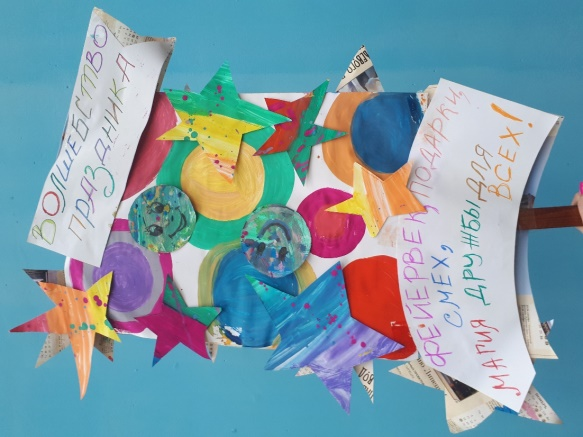 ВОЛШЕБСТВО
ПРАЗДНИКА
ФЕЙЕРВЕРК, ПОДАРКИ,
СМЕХ,
МАГИЯ ДРУЖБЫ ДЛЯ
ВСЕХ!